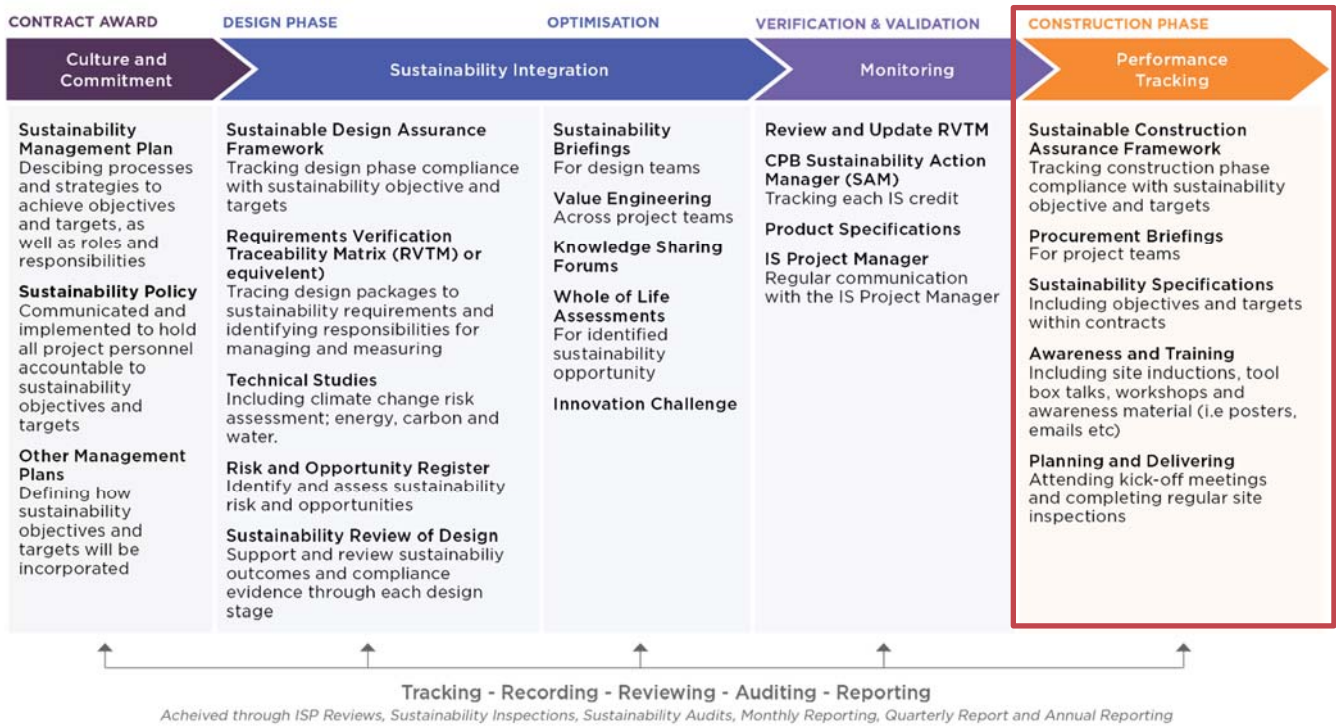 CONTRACT AWARD
DESIGN PHASE
OPTIMISATION
VERIFICATION & VALIDATION
CONSTRUCTION PHASE
Culture and
Commitment
Sustainability Integration
Monitoring
Performance
Tracking
Sustainability
Management Plan
Descibing processes
and strategies to
achieve objectives
and targets, as
well as roles and
responsibilities
Sustainability Policy
Communicated and
implemented to hold
all project personnel
accountable to
sustainability
objectives and
targets
Other Management
Plans
Defining how
sustainability
objectives and
targets will be
incorporated
Sustainable Design Assurance
Framework
Tracking design phase compliance
with sustainability objective and
targets
Requirements Verification
Traceability Matrix (RVTM) or
equivelent)
Tracing design packages to
sustainability requirements and
identifying responsibilities for
managing and measuring
Technical Studies
Including climate change risk
assessment; energy, carbon and
water.
Risk and Opportunity Register
Identify and assess sustainability
risk and opportunities
Sustainability Review of Design
Support and review sustainabiliy
outcomes and compliance
evidence through each design
stage
Sustainability
Briefings
For design teams
Value Engineering
Across project teams
Knowledge Sharing
Forums
Whole of Life
Assessments
For identified
sustainability
opportunity
Innovation Challenge
Review and Update RVTM
CPB Sustainability Action
Manager (SAM)
Tracking each IS credit
Product Specifications
IS Project Manager
Regular communication
with the IS Project Manager
Sustainable Construction
Assurance Framework
Tracking construction phase
compliance with sustainability
objective and targets
Procurement Briefings
For project teams
Sustainability Specifications
Including objectives and targets
within contracts
Awareness and Training
Including site inductions, tool
box talks, workshops and
awareness material (i.e posters,
emails etc)
Planning and Delivering
Attending kick-off meetings
and completing regular site
inspections
Tracking - Recording - Reviewing - Auditing - Reporting
Acheived through ISP Reviews, Sustainability Inspections, Sustainability Audits, Monthly Reporting, Quarterly Report and Annual Reporting